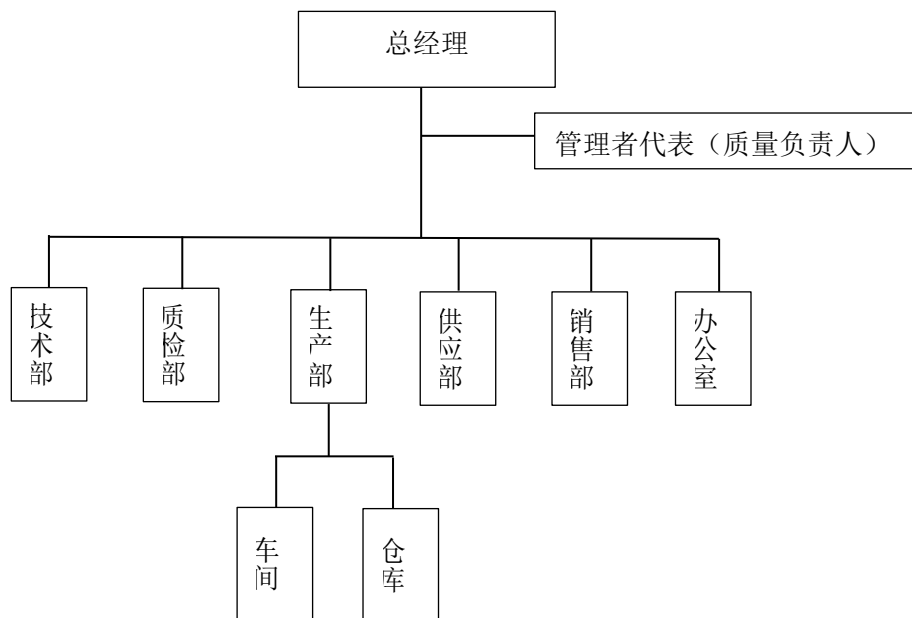 总经理
管理者代表（质量负责人）
技术部
质检部
生产部
供应部
销售部
办公室
车间
仓库